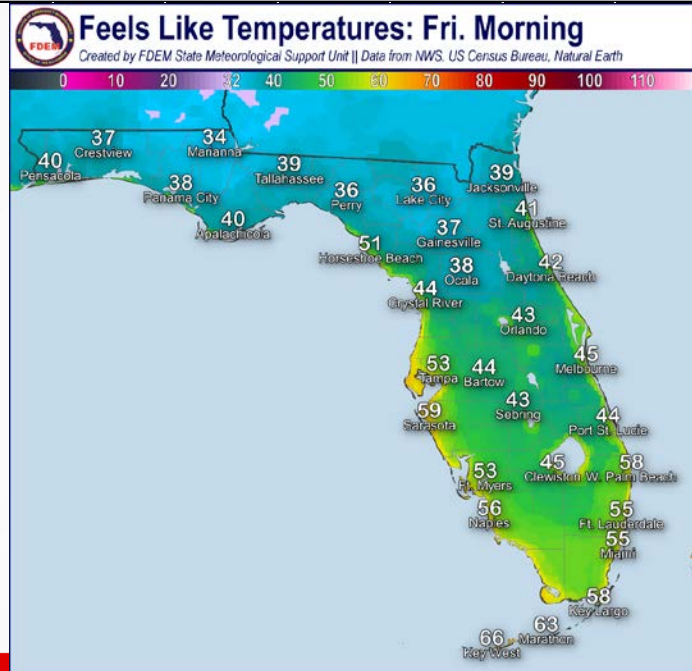 FDEM
Feels Like Temperatures: Fri. Morning
Created by FDEM State Meteorological Support Unit || Data from NWS, US Census Bureau, Natural Earth
0 10 20 32 40 50 60 70 80 90 100 110
37
Crestview
34
Marianna
40
Pensacola
39
Tallahassee
39
Jacksonville
38
Panama City
36
Perry
36
Lake City
40
Apalachicola
41
St. Augustine
37
Gainesville
51
Horseshoe Beach
38
Ocala
42
Daytona Beach
44
Crystal River
43
Orlando
53
Tampa
44
Bartow
45
Melbourne
59
Sarasota
43
Sebring
44
Port St. Lucie
53
Ft. Myers
45
Clewiston
58
W. Palm Beach
56
Naples
55
Ft. Lauderdale
55
Miami
58
Key Largo
63
Marathon
66
Key West